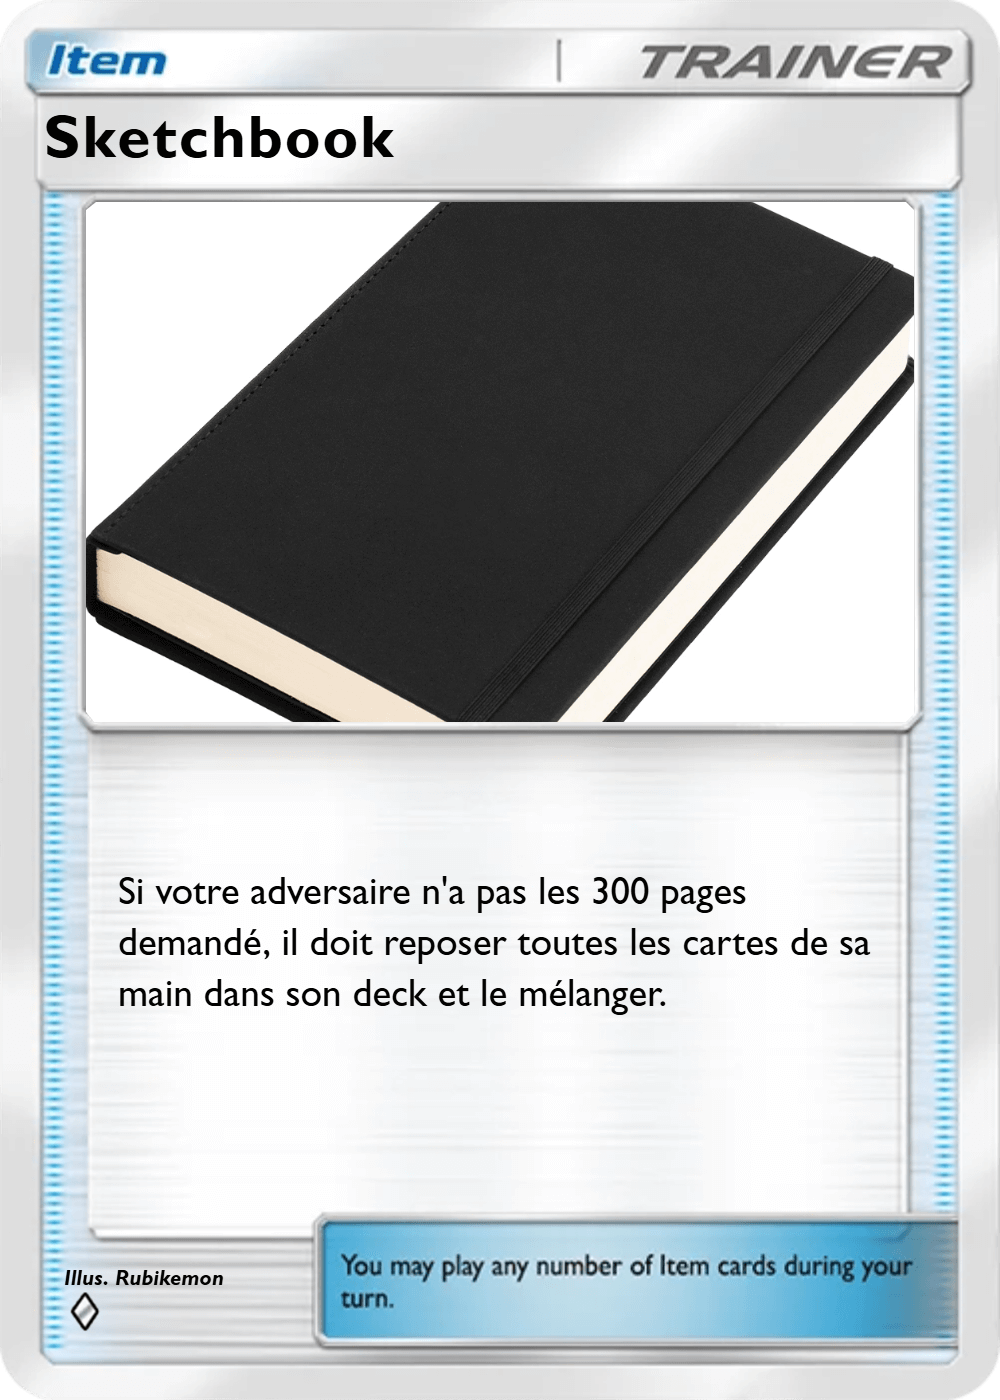 Item
TRAINER
Sketchbook
Si votre adversaire n'a pas les 300 pages
demandé, il doit reposer toutes les cartes de sa
main dans son deck et le mélanger.
Illus. Rubikemon
You may play any number of Item cards during your
turn.